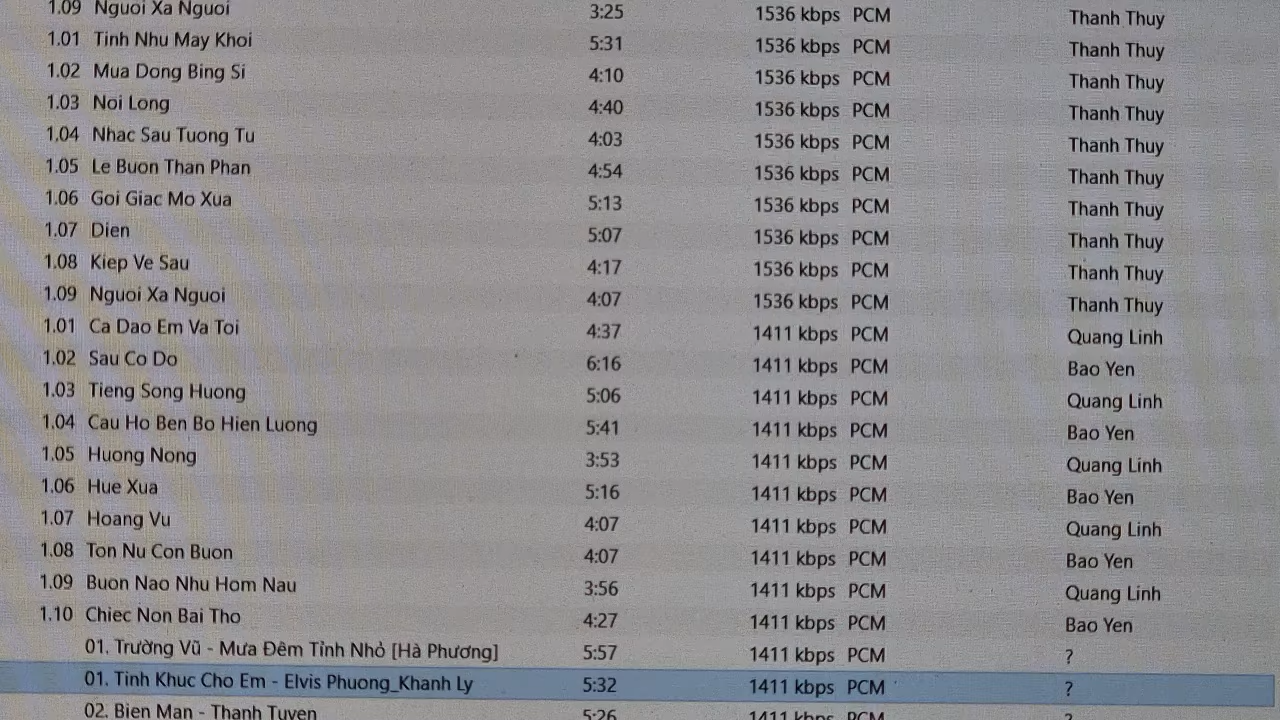 1.09 Nguoi Xa Nguoi 3:25 1536 kbps PCM Thanh Thuy
1.01 Tinh Nhu May Khoi 5:31 1536 kbps PCM Thanh Thuy
1.02 Mua Dong Bing Si 4:10 1536 kbps PCM Thanh Thuy
1.03 Noi Long 4:40 1536 kbps PCM Thanh Thuy
1.04 Nhac Sau Tuong Tu 4:03 1536 kbps PCM Thanh Thuy
1.05 Le Buon Than Phan 4:54 1536 kbps PCM Thanh Thuy
1.06 Goi Giac Mo Xua 5:13 1536 kbps PCM Thanh Thuy
1.07 Dien 5:07 1536 kbps PCM Thanh Thuy
1.08 Kiep Ve Sau 4:17 1536 kbps PCM Thanh Thuy
1.09 Nguoi Xa Nguoi 4:07 1536 kbps PCM Thanh Thuy
1.01 Ca Dao Em Va Toi 4:37 1411 kbps PCM Quang Linh
1.02 Sau Co Do 6:16 1411 kbps PCM Bao Yen
1.03 Tieng Song Huong 5:06 1411 kbps PCM Quang Linh
1.04 Cau Ho Ben Bo Hien Luong 5:41 1411 kbps PCM Bao Yen
1.05 Huong Nong 3:53 1411 kbps PCM Quang Linh
1.06 Hue Xua 5:16 1411 kbps PCM Bao Yen
1.07 Hoang Vu 4:07 1411 kbps PCM Quang Linh
1.08 Ton Nu Con Buon 4:07 1411 kbps PCM Bao Yen
1.09 Buon Nao Nhu Hom Nau 3:56 1411 kbps PCM Quang Linh
1.10 Chiec Non Bai Tho 4:27 1411 kbps PCM Bao Yen
01. Trường Vũ - Mưa Đêm Tỉnh Nhỏ [Hà Phương] 5:57 1411 kbps PCM ?
01. Tinh Khuc Cho Em - Elvis Phuong_Khanh Ly 5:32 1411 kbps PCM ?
02. Bien Man - Thanh Tuyen 5:26 1411 kbps PCM ?